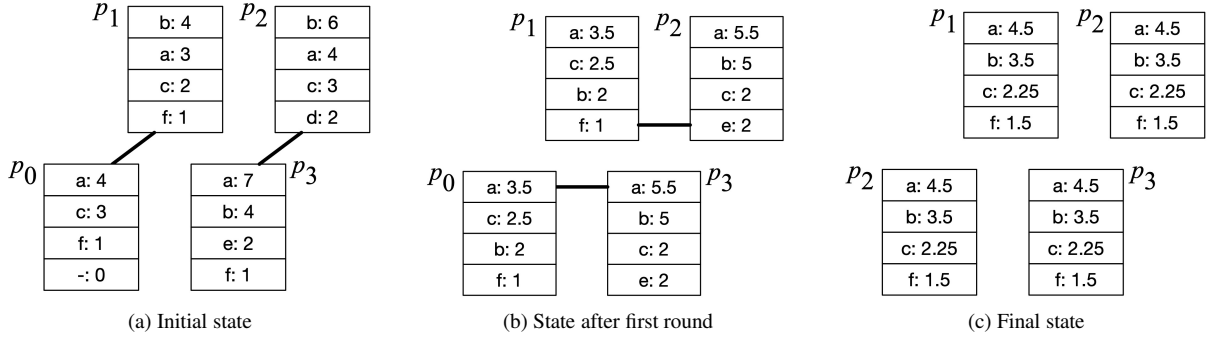 p1
b: 4
a: 3
c: 2
f: 1
p2
b: 6
a: 4
c: 3
d: 2
p0
a: 4
c: 3
f: 1
-: 0
a: 7
b: 4
e: 2
f: 1
p3
(a) Initial state
p1
a: 3.5
c: 2.5
b: 2
f: 1
p2
a: 5.5
b: 5
c: 2
e: 2
p0
a: 3.5
c: 2.5
b: 2
f: 1
a: 5.5
b: 5
c: 2
e: 2
p3
(b) State after first round
p1
a: 4.5
b: 3.5
c: 2.25
f: 1.5
p2
a: 4.5
b: 3.5
c: 2.25
f: 1.5
p2
a: 4.5
b: 3.5
c: 2.25
f: 1.5
a: 4.5
b: 3.5
c: 2.25
f: 1.5
p3
(c) Final state